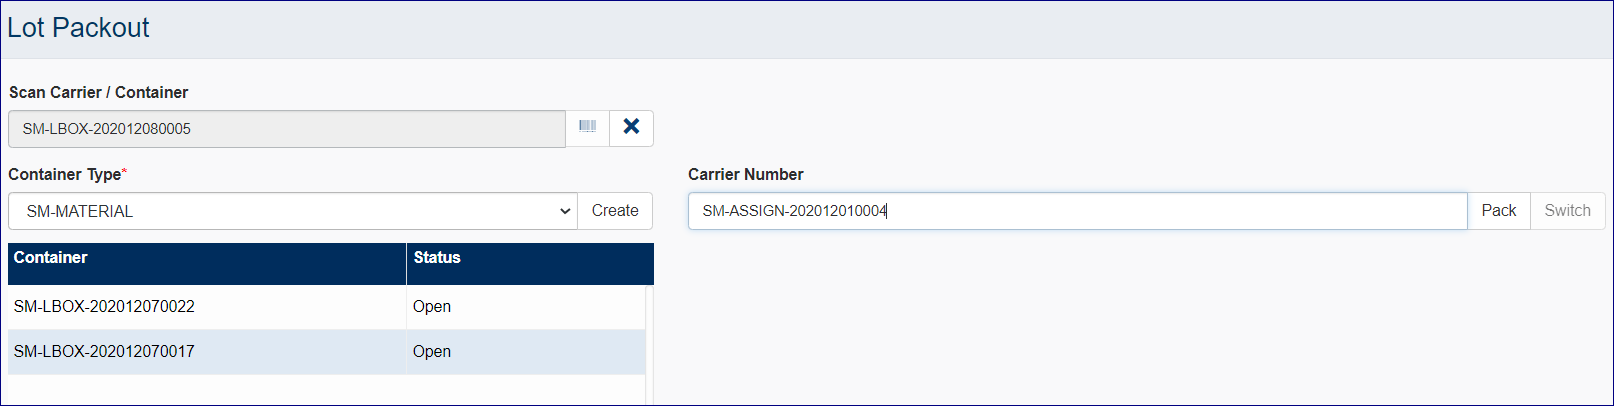 Lot Packout
Scan Carrier / Container
SM-LBOX-202012080005
Container Type*
SM-MATERIAL
Create
Carrier Number
SM-ASSIGN-202012010004
Pack
Switch
Container Status
SM-LBOX-202012070022 Open
SM-LBOX-202012070017 Open